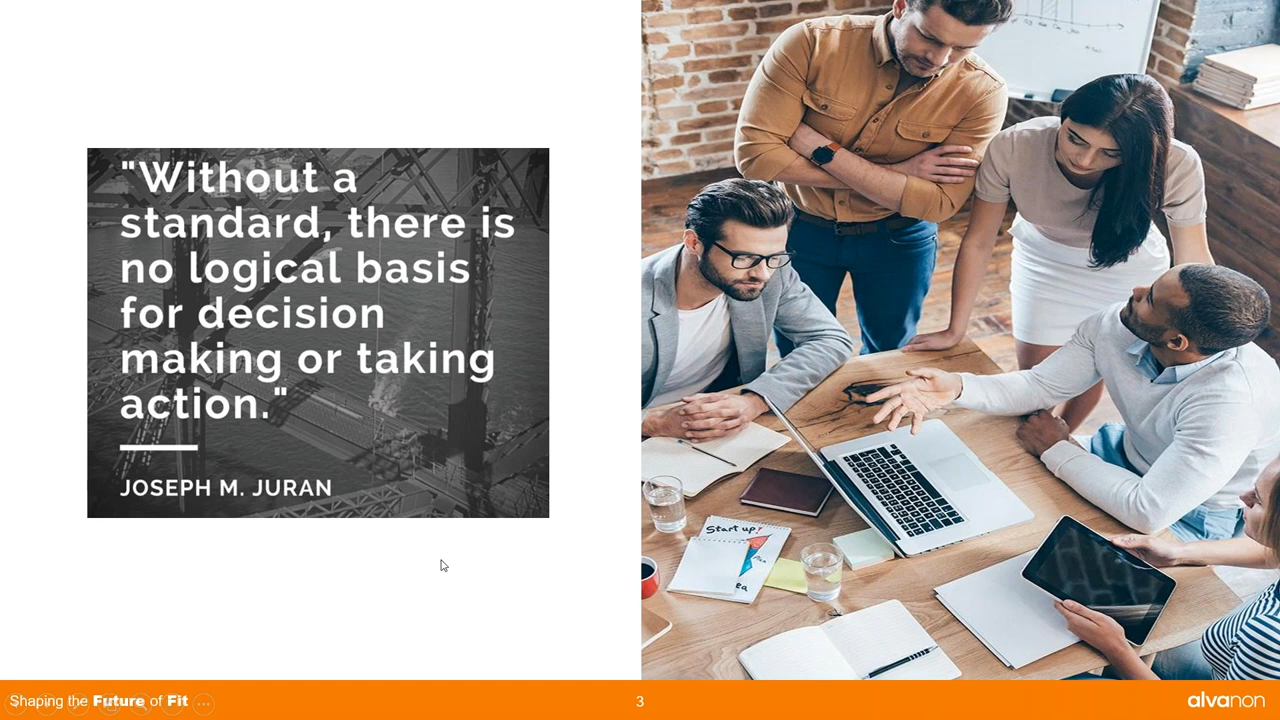 "Without a
standard, there is
no logical basis
for decision
making or taking
action."
JOSEPH M. JURAN
Start up!
Shaping the Future of Fit
3
alvanon